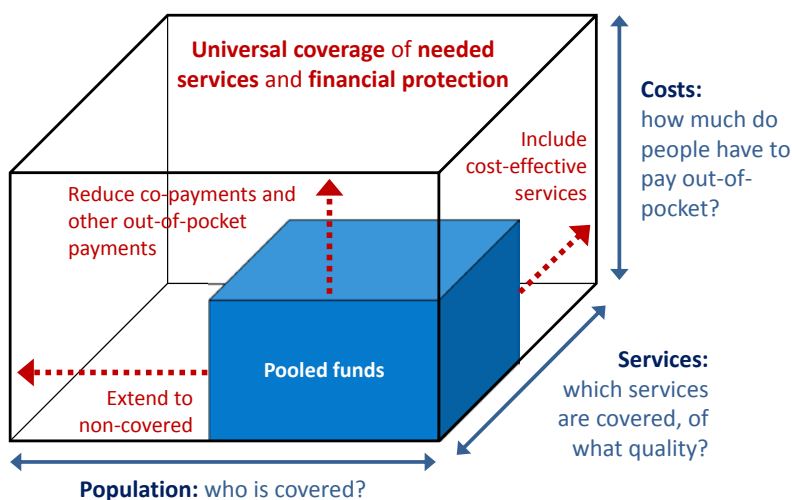 Universal coverage of needed
services and financial protection
Costs:
how much do
people have to
pay out-of-
pocket?
Include
cost-effective
services
Reduce co-payments and
other out-of-pocket
payments
Pooled funds
Extend to
non-covered
Services:
which services
are covered, of
what quality?
Population: who is covered?